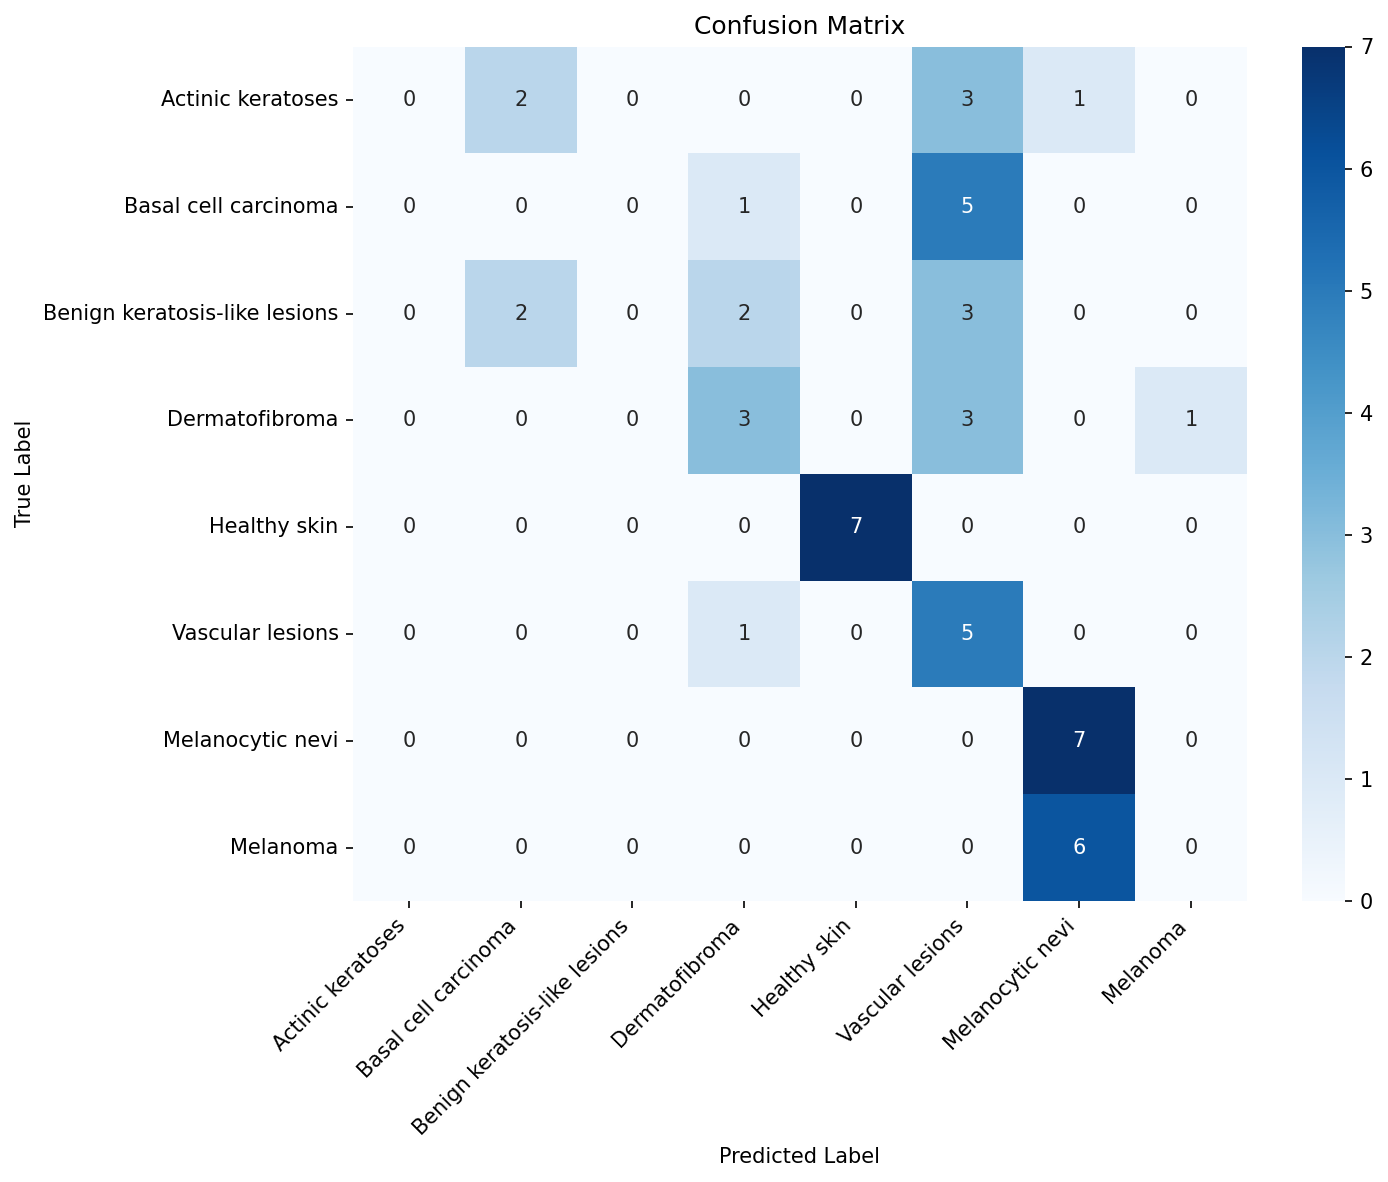 Confusion Matrix
Actinic keratoses 0 2 0 0 0 3 1 0
Basal cell carcinoma 0 0 0 1 0 5 0 0
Benign keratosis-like lesions 0 2 0 2 0 3 0 0
Dermatofibroma 0 0 0 3 0 3 0 1
Healthy skin 0 0 0 0 7 0 0 0
Vascular lesions 0 0 0 1 0 5 0 0
Melanocytic nevi 0 0 0 0 0 0 7 0
Melanoma 0 0 0 0 0 0 6 0
True Label
Actinic keratoses
Basal cell carcinoma
Benign keratosis-like lesions
Dermatofibroma
Healthy skin
Vascular lesions
Melanocytic nevi
Melanoma
Predicted Label
7
6
5
4
3
2
1
0